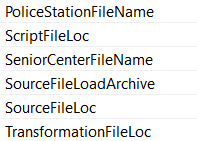 PoliceStationFileName
ScriptFileLoc
SeniorCenterFileName
SourceFileLoadArchive
SourceFileLoc
TransformationFileLoc